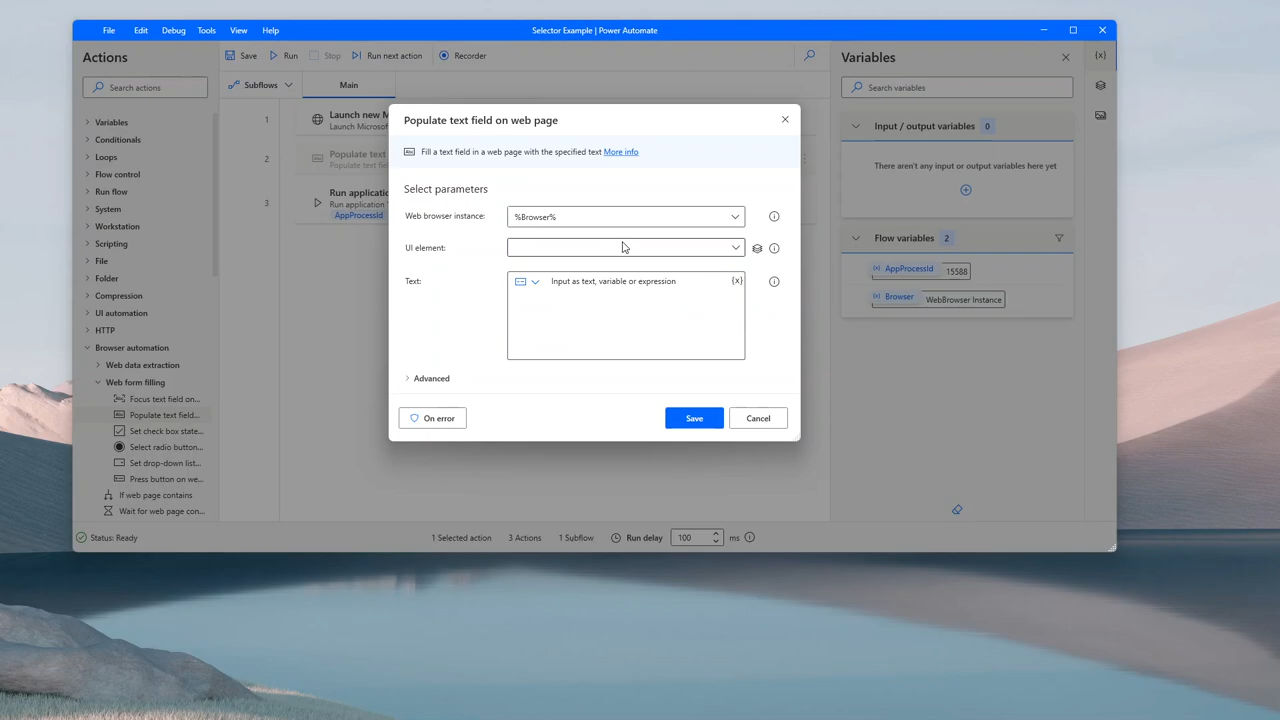 File Edit Debug Tools View Help Selector Example | Power Automate
Actions
Search actions
Variables
Conditionals
Loops
Flow control
Run flow
System
Workstation
Scripting
File
Folder
Compression
UI automation
HTTP
Browser automation
Web data extraction
Web form filling
Focus text field on...
Populate text field...
Set check box state...
Select radio button...
Set drop-down list...
Press button on we...
If web page contains
Wait for web page con...
Save Run Stop Run next action Recorder
Subflows Main
1 Launch new M
Launch Microsof
2 Populate text
Populate text fie
3 Run application
Run application '
AppProcessId
Populate text field on web page
Abc Fill a text field in a web page with the specified text More info
Select parameters
Web browser instance: %Browser%
UI element:
Text: Input as text, variable or expression {x}
Advanced
On error Save Cancel
Variables
Search variables
Input / output variables 0
There aren't any input or output variables here yet
Flow variables 2
(x) AppProcessId 15588
(x) Browser WebBrowser Instance
{x}
Status: Ready 1 Selected action 3 Actions 1 Subflow Run delay 100 ms